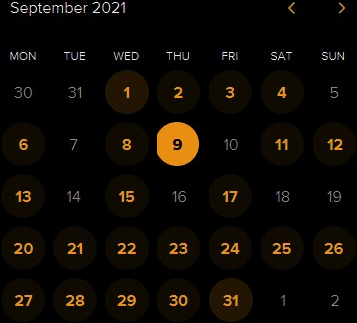 September 2021
MON TUE WED THU FRI SAT SUN
30 31 1 2 3 4 5
6 7 8 9 10 11 12
13 14 15 16 17 18 19
20 21 22 23 24 25 26
27 28 29 30 31 1 2